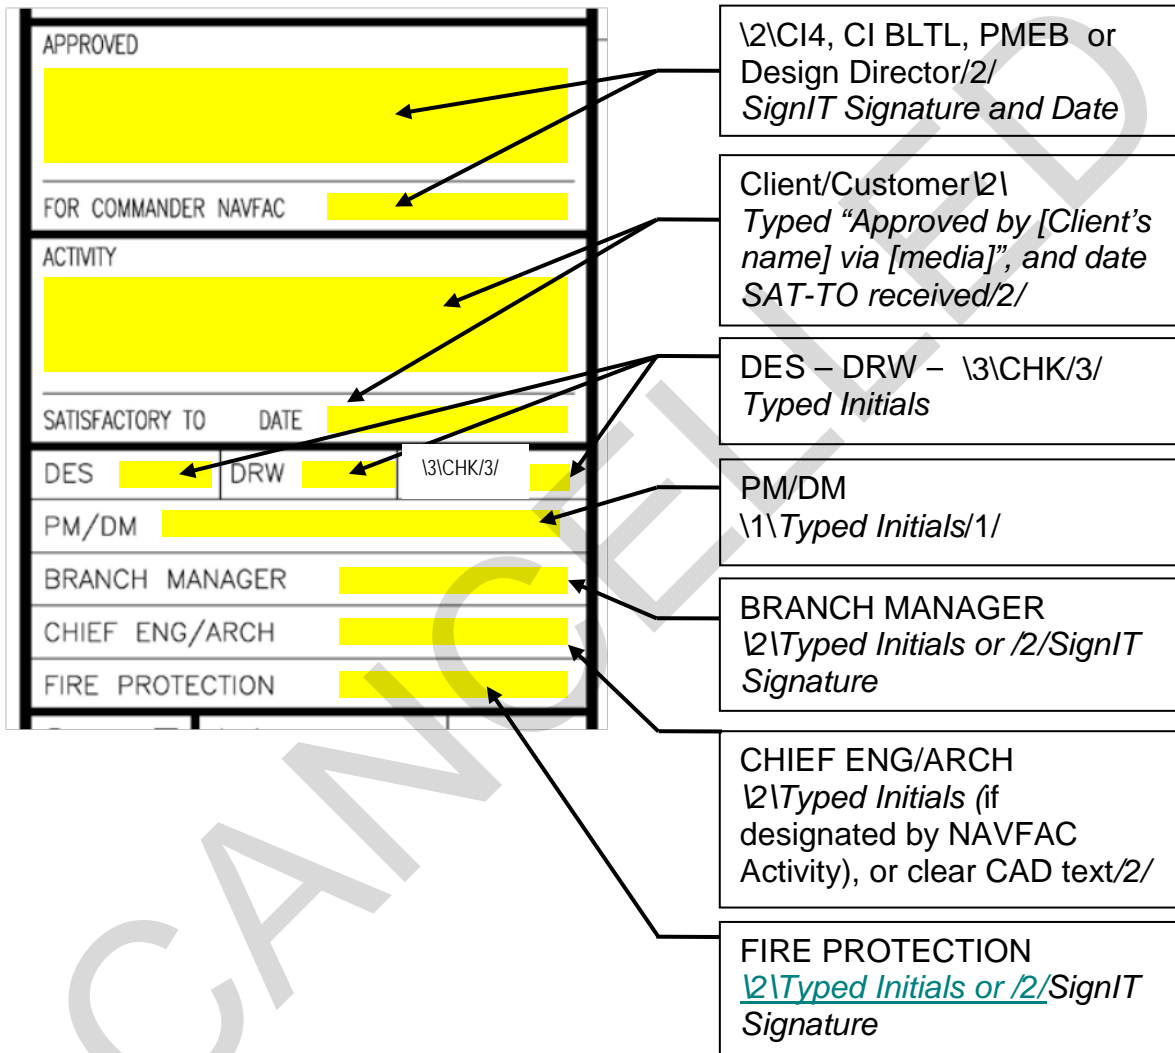 APPROVED
FOR COMMANDER NAVFAC
ACTIVITY
SATISFACTORY TO DATE
DES DRW \3\CHK/3/
PM/DM
BRANCH MANAGER
CHIEF ENG/ARCH
FIRE PROTECTION
\2\CI4, CI BLTL, PMEB or
Design Director/2/
SignIT Signature and Date
Client/Customer\2\
Typed “Approved by [Client’s
name] via [media]”, and date
SAT-TO received/2/
DES – DRW – \3\CHK/3/
Typed Initials
PM/DM
\1\Typed Initials/1/
BRANCH MANAGER
\2\Typed Initials or /2/SignIT
Signature
CHIEF ENG/ARCH
\2\Typed Initials (if
designated by NAVFAC
Activity), or clear CAD text/2/
FIRE PROTECTION
\2\Typed Initials or /2/SignIT
Signature
CANCELLED